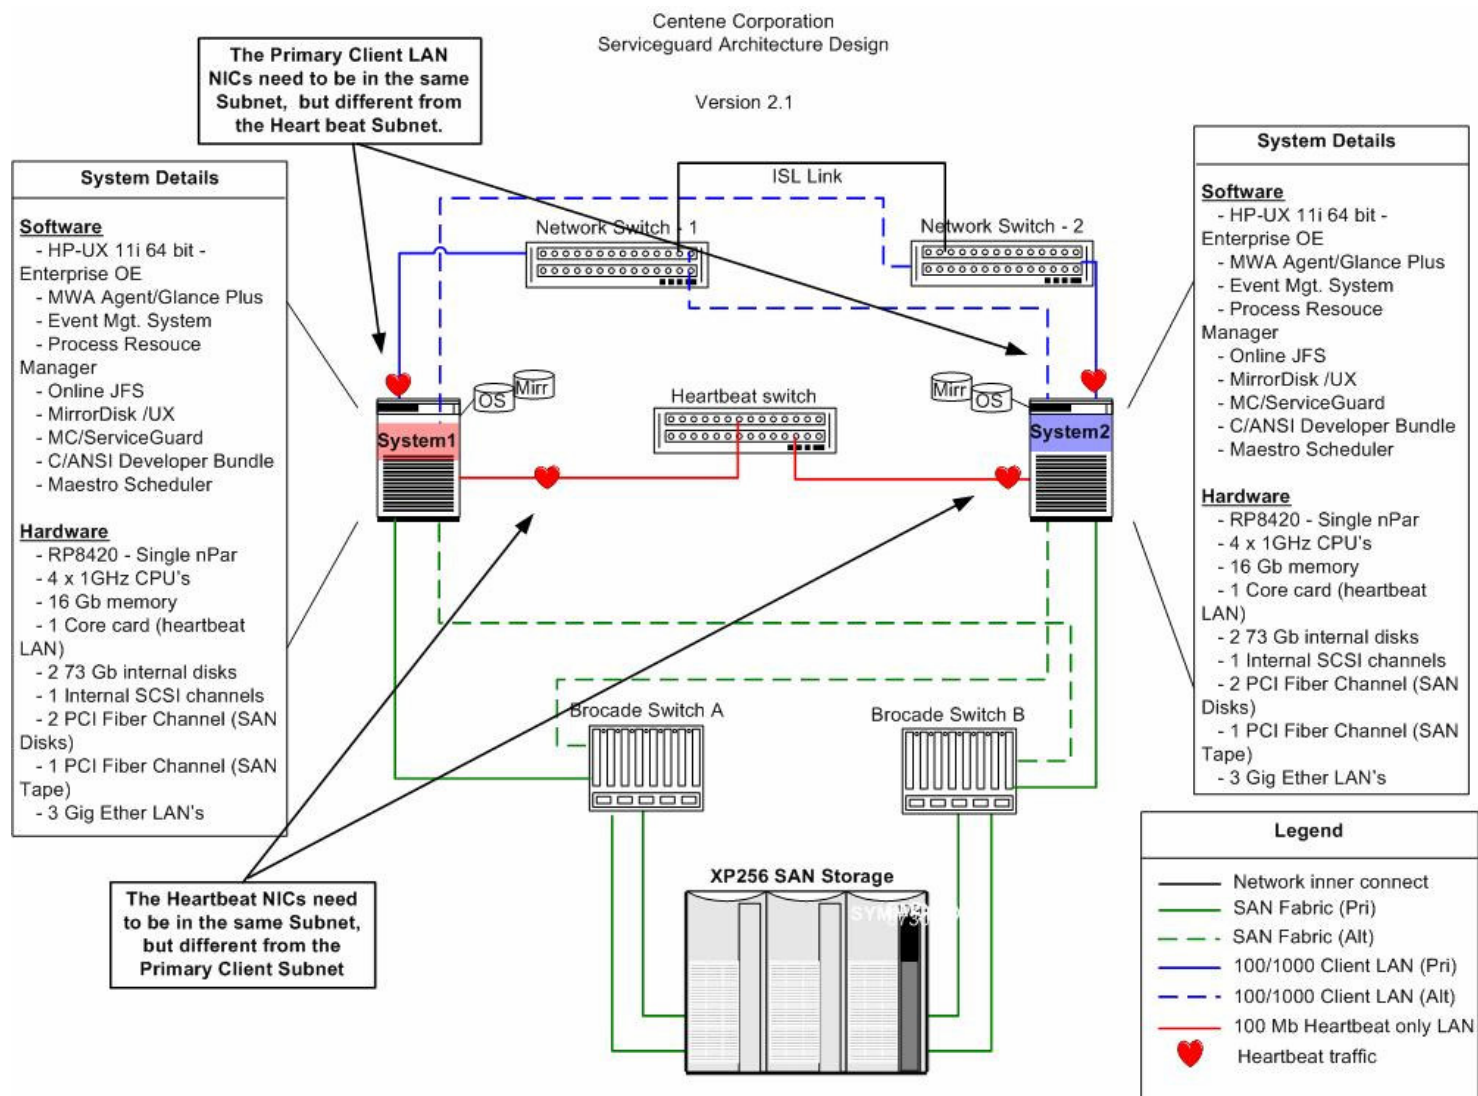 Centene Corporation
Serviceguard Architecture Design
Version 2.1
The Primary Client LAN
NICs need to be in the same
Subnet, but different from
the Heart beat Subnet.
System Details
Software
- HP-UX 11i 64 bit -
Enterprise OE
- MWA Agent/Glance Plus
- Event Mgt. System
- Process Resouce
Manager
- Online JFS
- MirrorDisk /UX
- MC/ServiceGuard
- C/ANSI Developer Bundle
- Maestro Scheduler
Hardware
- RP8420 - Single nPar
- 4 x 1GHz CPU's
- 16 Gb memory
- 1 Core card (heartbeat
LAN)
- 2 73 Gb internal disks
- 1 Internal SCSI channels
- 2 PCI Fiber Channel (SAN
Disks)
- 1 PCI Fiber Channel (SAN
Tape)
- 3 Gig Ether LAN's
ISL Link
Network Switch - 1
Network Switch - 2
OS
Mirr
Heartbeat switch
Mirr
OS
System1
System2
Brocade Switch A
Brocade Switch B
XP256 SAN Storage
The Heartbeat NICs need
to be in the same Subnet,
but different from the
Primary Client Subnet
System Details
Software
- HP-UX 11i 64 bit -
Enterprise OE
- MWA Agent/Glance Plus
- Event Mgt. System
- Process Resouce
Manager
- Online JFS
- MirrorDisk /UX
- MC/ServiceGuard
- C/ANSI Developer Bundle
- Maestro Scheduler
Hardware
- RP8420 - Single nPar
- 4 x 1GHz CPU's
- 16 Gb memory
- 1 Core card (heartbeat
LAN)
- 2 73 Gb internal disks
- 1 Internal SCSI channels
- 2 PCI Fiber Channel (SAN
Disks)
- 1 PCI Fiber Channel (SAN
Tape)
- 3 Gig Ether LAN's
Legend
Network inner connect
SAN Fabric (Pri)
SAN Fabric (Alt)
100/1000 Client LAN (Pri)
100/1000 Client LAN (Alt)
100 Mb Heartbeat only LAN
Heartbeat traffic